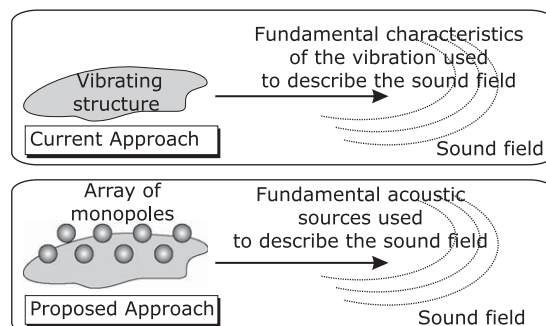 Fundamental characteristics
of the vibration used
to describe the sound field
Vibrating
structure
Current Approach
Sound field
Array of
monopoles
Fundamental acoustic
sources used
to describe the sound field
Proposed Approach
Sound field